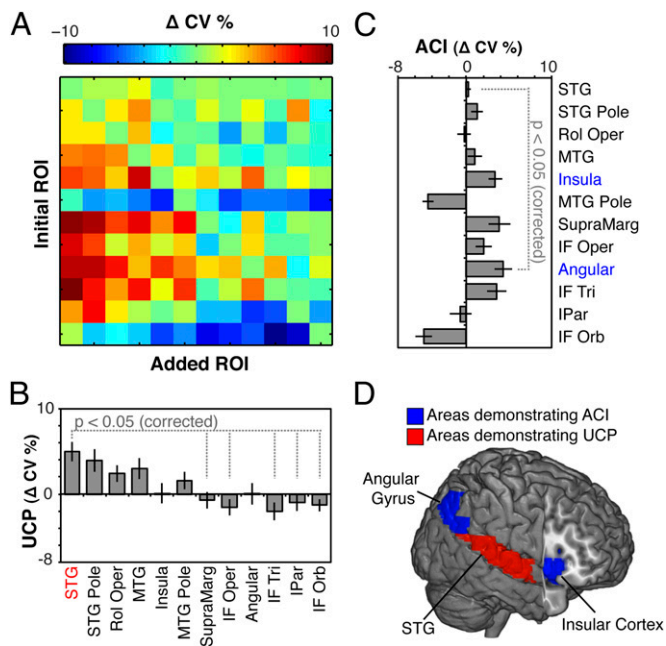 A
Δ CV %
-10
10
Initial ROI
Added ROI
B
UCP (Δ CV %)
10
0
-8
p < 0.05 (corrected)
STG
STG Pole
Rol Oper
MTG
Insula
MTG Pole
SupraMarg
IF Oper
Angular
IF Tri
IPar
IF Orb
C
ACI (Δ CV %)
-8
0
10
STG
STG Pole
Rol Oper
MTG
Insula
MTG Pole
SupraMarg
IF Oper
Angular
IF Tri
IPar
IF Orb
p < 0.05 (corrected)
D
Areas demonstrating ACI
Areas demonstrating UCP
Angular
Gyrus
STG
Insular Cortex